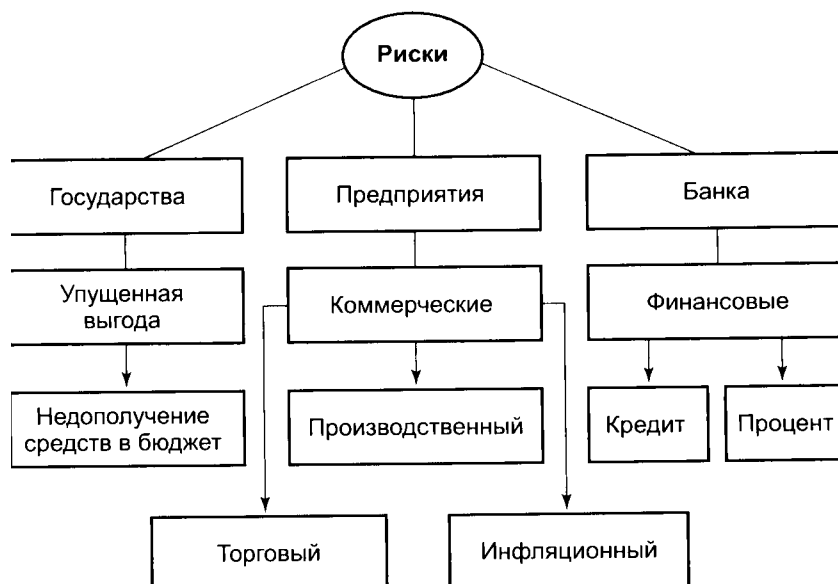 Риски
Государства
Предприятия
Банка
Упущенная
выгода
Коммерческие
Финансовые
Недополучение
средств в бюджет
Производственный
Кредит
Процент
Торговый
Инфляционный